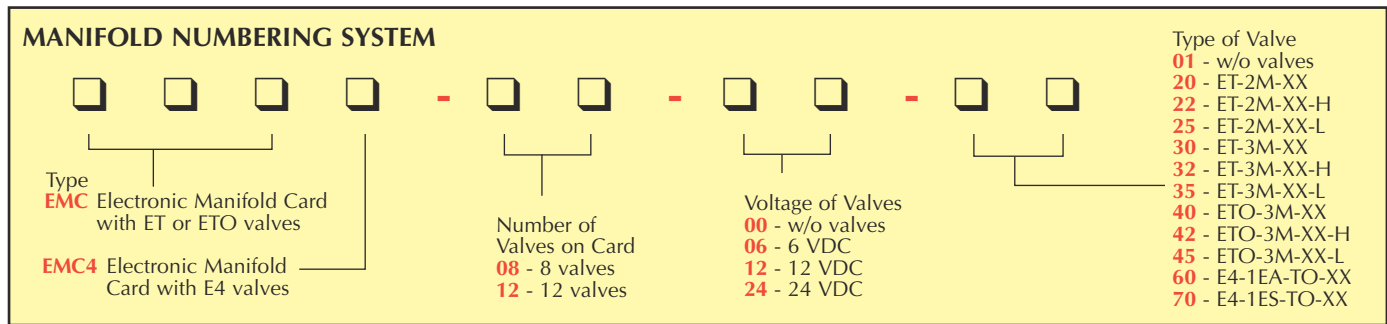 MANIFOLD NUMBERING SYSTEM
- - -
Type
EMC Electronic Manifold Card
with ET or ETO valves
EMC4 Electronic Manifold
Card with E4 valves
Number of
Valves on Card
08 - 8 valves
12 - 12 valves
Voltage of Valves
00 - w/o valves
06 - 6 VDC
12 - 12 VDC
24 - 24 VDC
Type of Valve
01 - w/o valves
20 - ET-2M-XX
22 - ET-2M-XX-H
25 - ET-2M-XX-L
30 - ET-3M-XX
32 - ET-3M-XX-H
35 - ET-3M-XX-L
40 - ETO-3M-XX
42 - ETO-3M-XX-H
45 - ETO-3M-XX-L
60 - E4-1EA-TO-XX
70 - E4-1ES-TO-XX